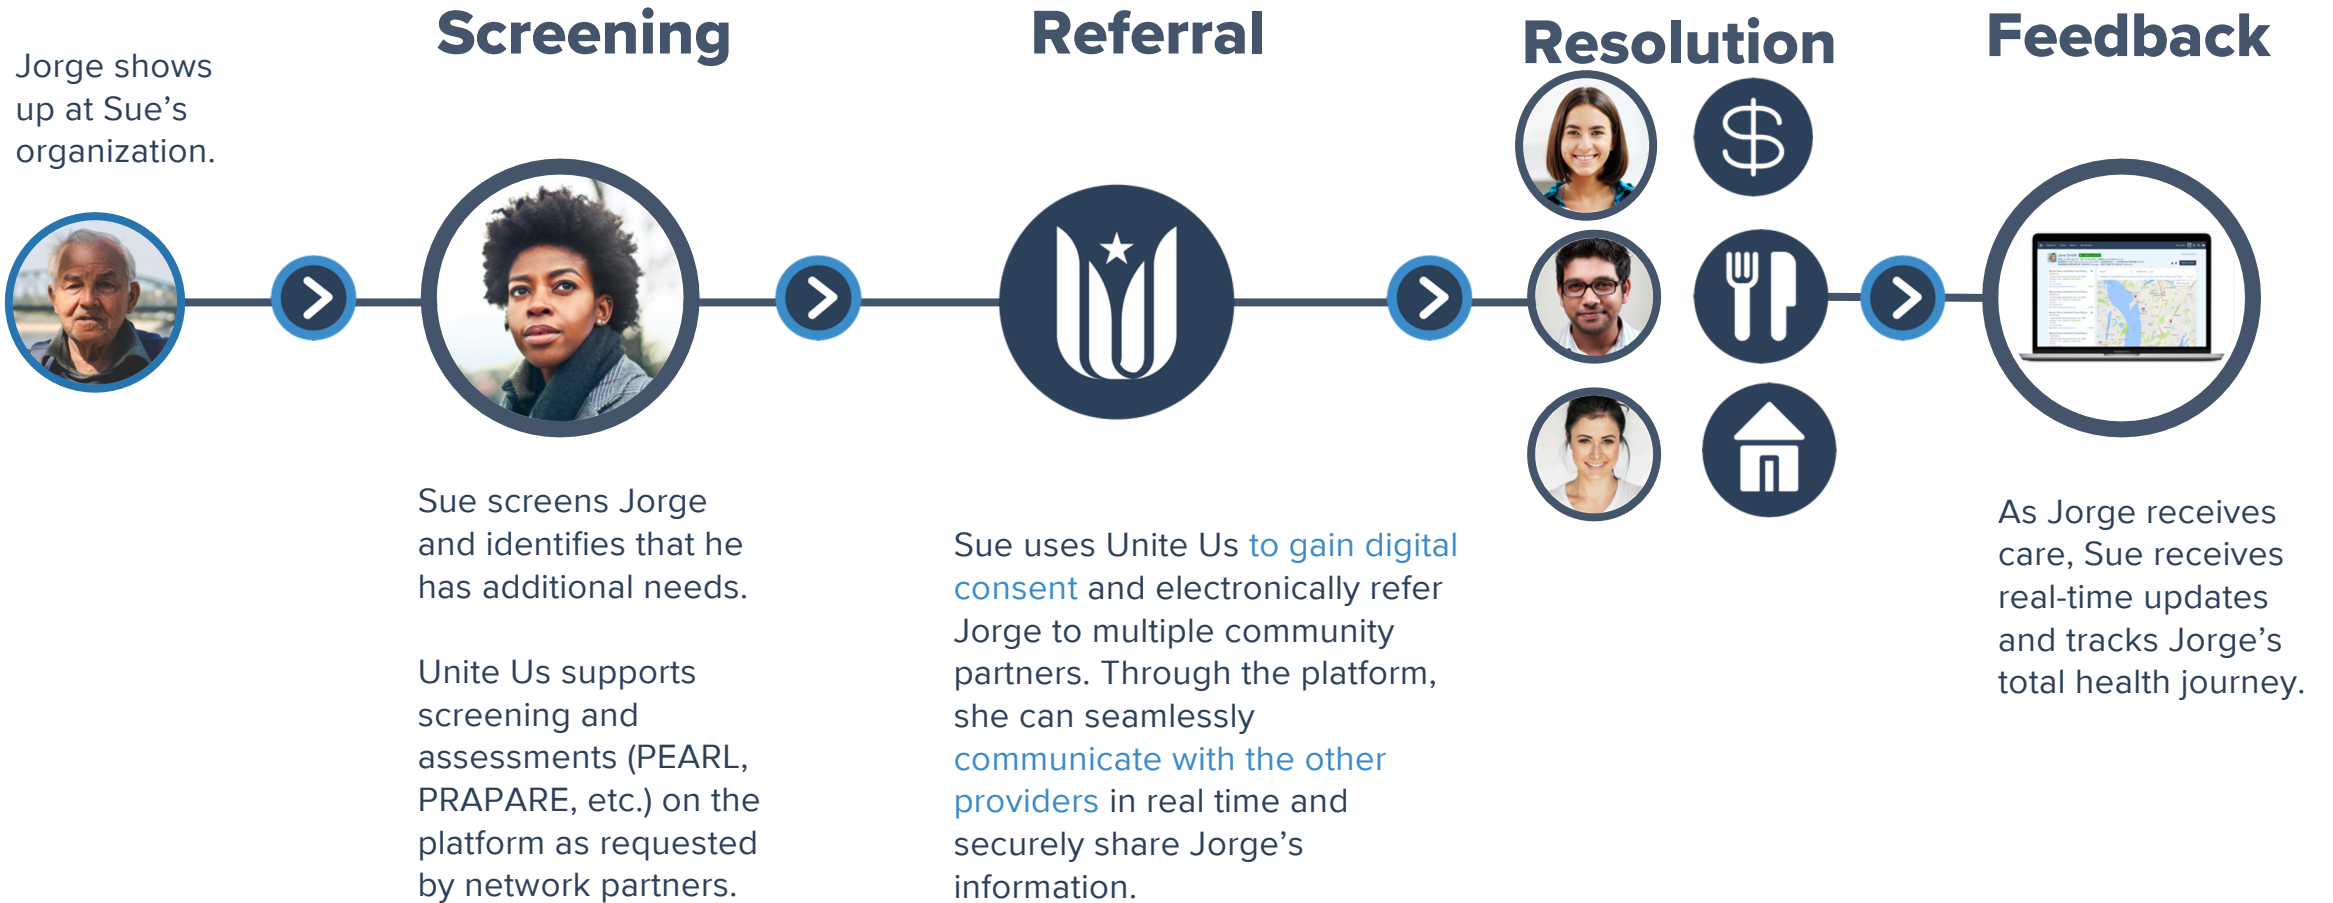 Jorge shows
up at Sue's
organization.
Screening
Sue screens Jorge
and identifies that he
has additional needs.
Unite Us supports
screening and
assessments (PEARL,
PRAPARE, etc.) on the
platform as requested
by network partners.
Referral
Sue uses Unite Us to gain digital
consent and electronically refer
Jorge to multiple community
partners. Through the platform,
she can seamlessly
communicate with the other
providers in real time and
securely share Jorge's
information.
Resolution
$
Feedback
As Jorge receives
care, Sue receives
real-time updates
and tracks Jorge's
total health journey.